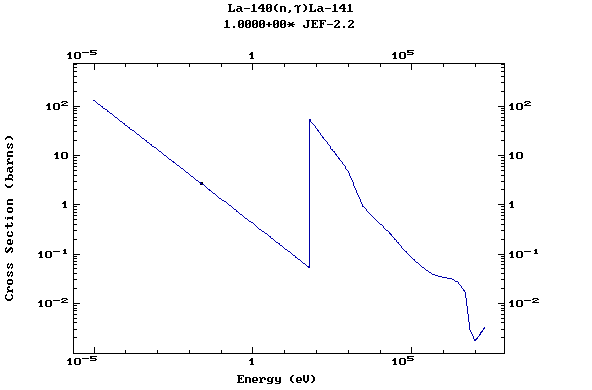 La-140(n,γ)La-141
1.0000+00* JEF-2.2
10⁻⁵ 1 10⁵
10² 10²
10 10
1 1
10⁻¹ 10⁻¹
10⁻² 10⁻²
Cross Section (barns)
10⁻⁵ 1 10⁵
Energy (eV)